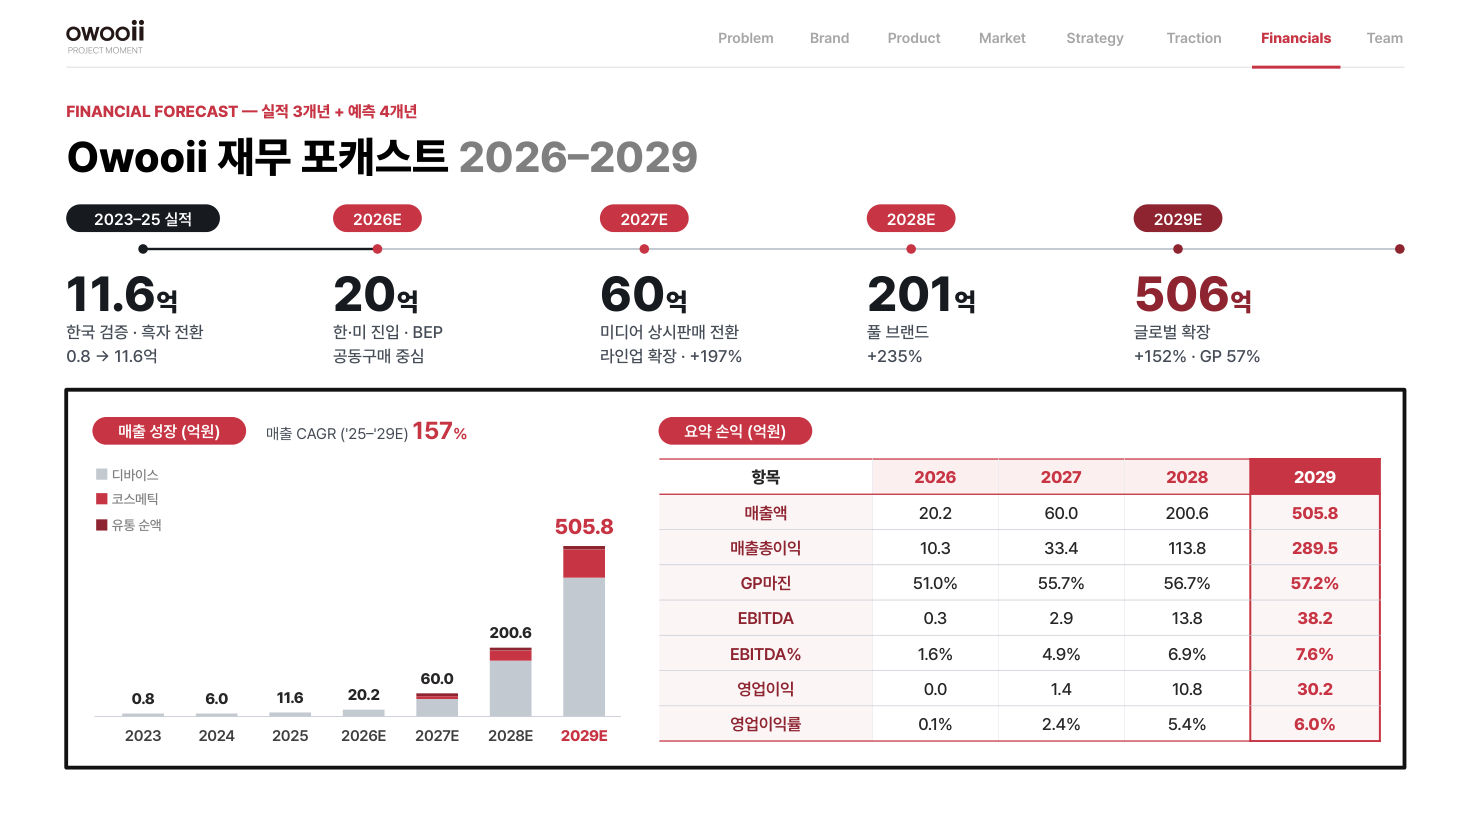 owooii
PROJECT MOMENT
Problem Brand Product Market Strategy Traction Financials Team
FINANCIAL FORECAST — 실적 3개년 + 예측 4개년
Owooii 재무 포캐스트 2026–2029
2023–25 실적 2026E 2027E 2028E 2029E
11.6억 20억 60억 201억 506억
한국 검증 · 흑자 전환 한·미 진입 · BEP 미디어 상시판매 전환 풀 브랜드 글로벌 확장
0.8 → 11.6억 공동구매 중심 라인업 확장 · +197% +235% +152% · GP 57%
매출 성장 (억원) 매출 CAGR ('25–'29E) 157%
디바이스
코스메틱
유통 순액
0.8 6.0 11.6 20.2 60.0 200.6 505.8
2023 2024 2025 2026E 2027E 2028E 2029E
요약 손익 (억원)
항목 2026 2027 2028 2029
매출액 20.2 60.0 200.6 505.8
매출총이익 10.3 33.4 113.8 289.5
GP마진 51.0% 55.7% 56.7% 57.2%
EBITDA 0.3 2.9 13.8 38.2
EBITDA% 1.6% 4.9% 6.9% 7.6%
영업이익 0.0 1.4 10.8 30.2
영업이익률 0.1% 2.4% 5.4% 6.0%